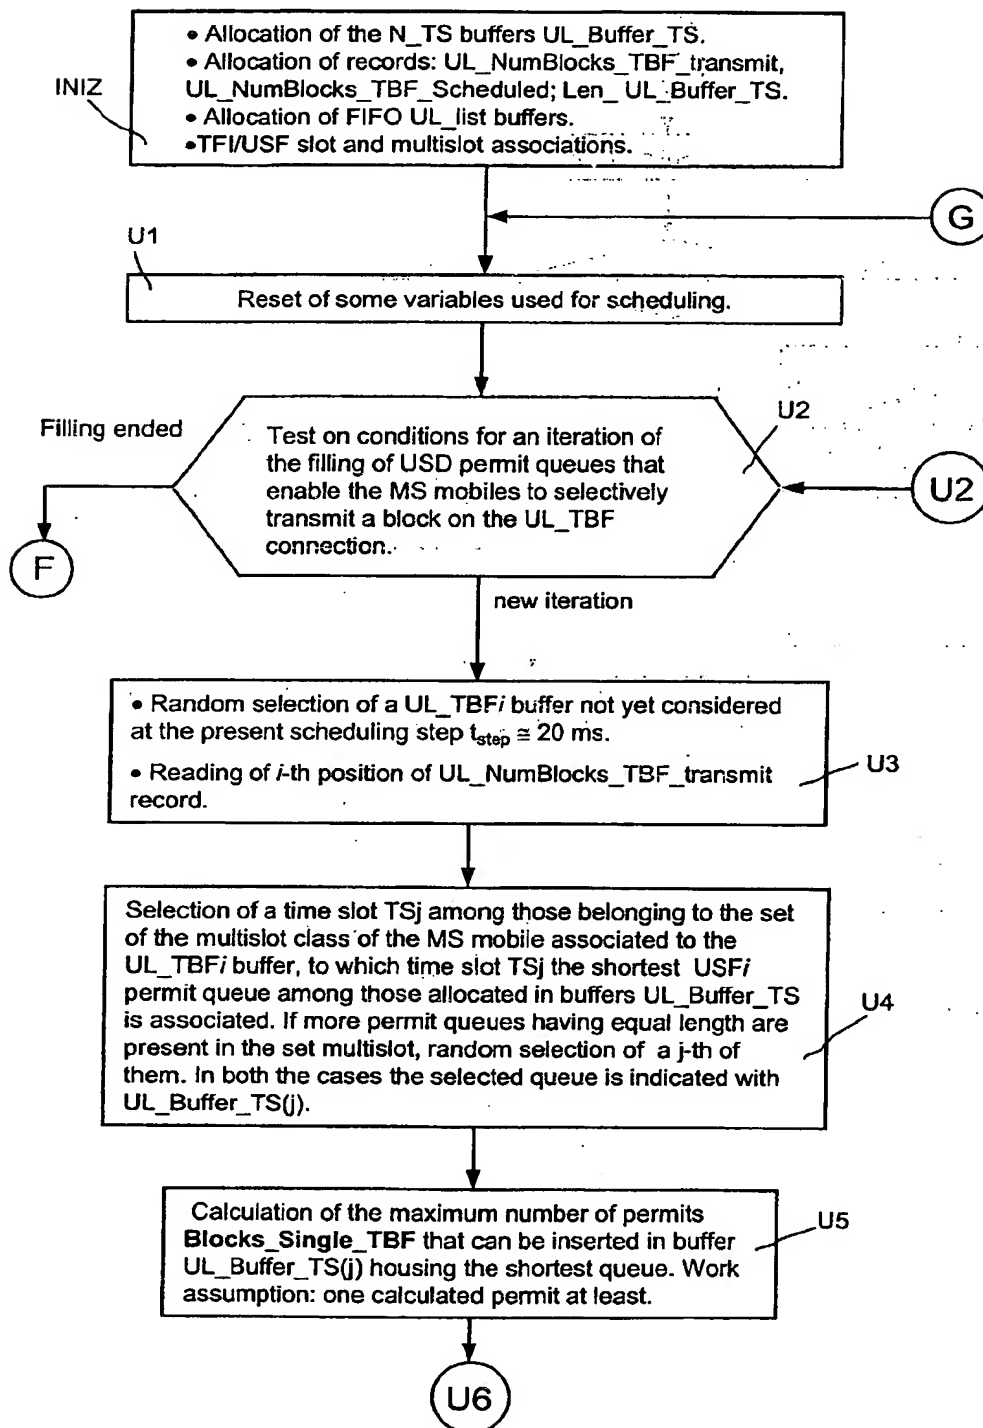 • Allocation of the N_TS buffers UL_Buffer_TS.
• Allocation of records: UL_NumBlocks_TBF_transmit,
UL_NumBlocks_TBF_Scheduled; Len_ UL_Buffer_TS.
• Allocation of FIFO UL_list buffers.
•TFI/USF slot and multislot associations.
INIZ
G
U1
Reset of some variables used for scheduling.
Filling ended
U2
Test on conditions for an iteration of
the filling of USD permit queues that
enable the MS mobiles to selectively
transmit a block on the UL_TBF
connection.
U2
F
new iteration
• Random selection of a UL_TBFi buffer not yet considered
at the present scheduling step tstep ≅ 20 ms.
• Reading of i-th position of UL_NumBlocks_TBF_transmit
record.
U3
Selection of a time slot TSj among those belonging to the set
of the multislot class of the MS mobile associated to the
UL_TBFi buffer, to which time slot TSj the shortest USFi
permit queue among those allocated in buffers UL_Buffer_TS
is associated. If more permit queues having equal length are
present in the set multislot, random selection of a j-th of
them. In both the cases the selected queue is indicated with
UL_Buffer_TS(j).
U4
Calculation of the maximum number of permits
Blocks_Single_TBF that can be inserted in buffer
UL_Buffer_TS(j) housing the shortest queue. Work
assumption: one calculated permit at least.
U5
U6